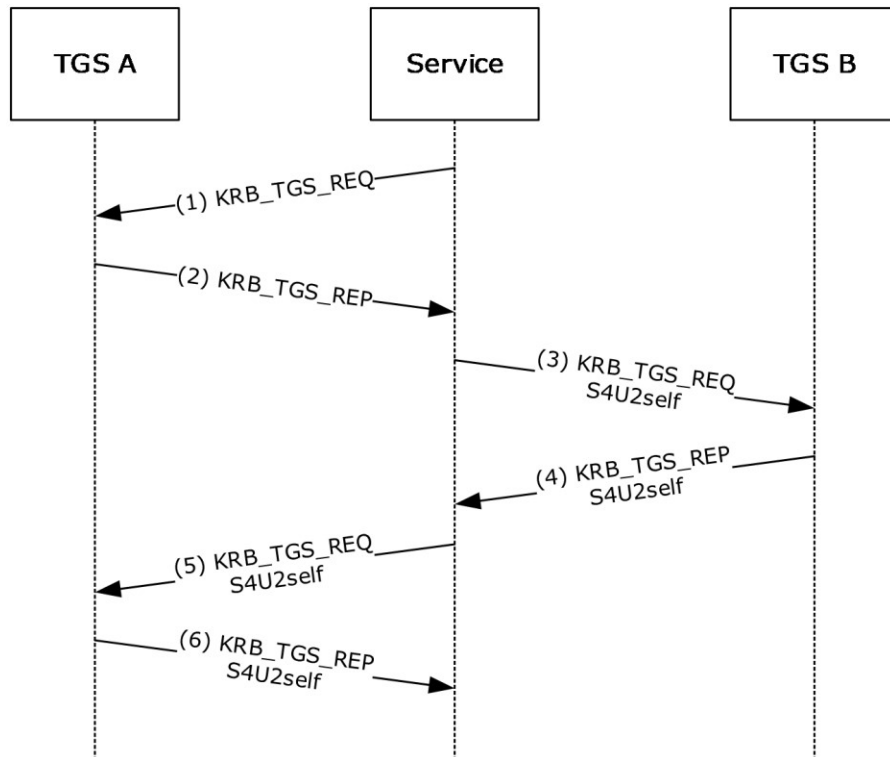 TGS A
Service
TGS B
(1) KRB_TGS_REQ
(2) KRB_TGS_REP
(3) KRB_TGS_REQ
S4U2self
(4) KRB_TGS_REP
S4U2self
(5) KRB_TGS_REQ
S4U2self
(6) KRB_TGS_REP
S4U2self